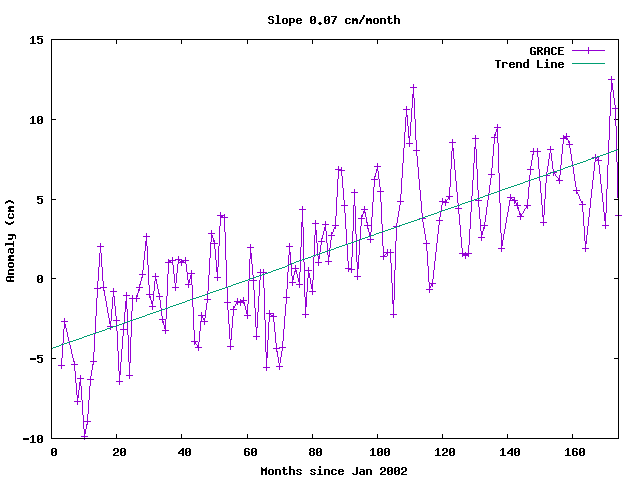 Slope 0.07 cm/month
GRACE
Trend Line
Anomaly (cm)
15
10
5
0
-5
-10
0 20 40 60 80 100 120 140 160
Months since Jan 2002